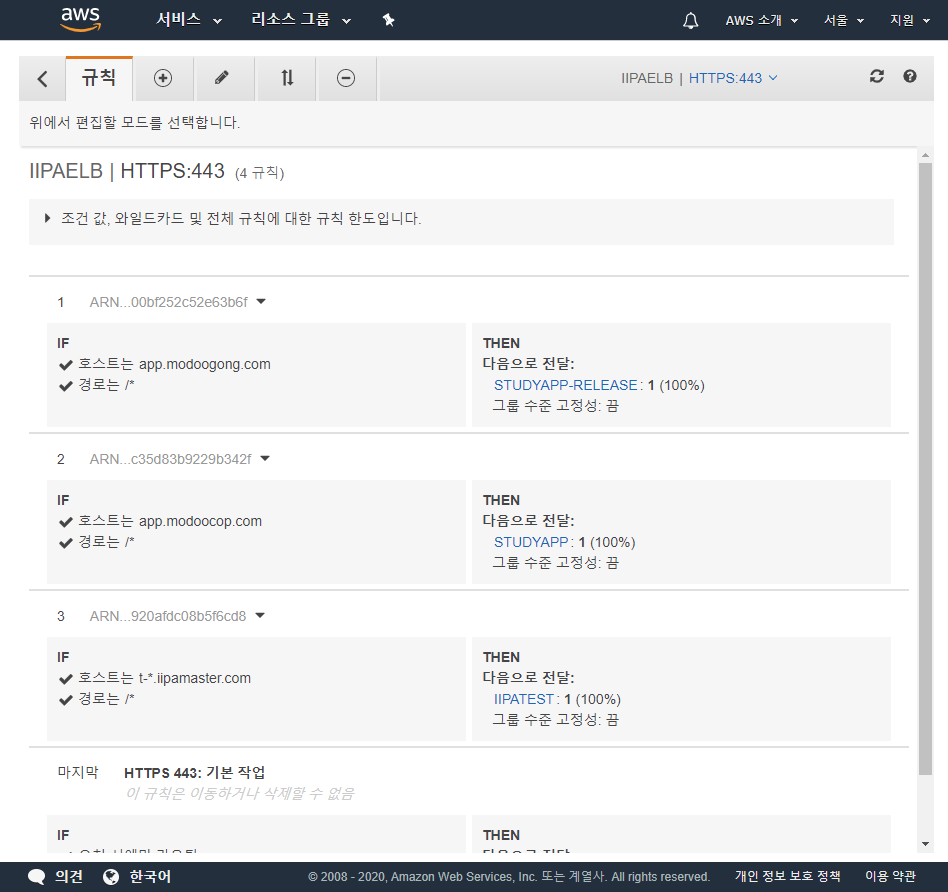 aws 서비스 리소스 그룹 AWS 소개 서울 지원
규칙 IIPAELB | HTTPS:443
위에서 편집할 모드를 선택합니다.
IIPAELB | HTTPS:443 (4 규칙)
조건 값, 와일드카드 및 전체 규칙에 대한 규칙 한도입니다.
1 ARN...00bf252c52e63b6f
IF
호스트는 app.modoogong.com
경로는 /*
THEN
다음으로 전달:
STUDYAPP-RELEASE: 1 (100%)
그룹 수준 고정성: 끔
2 ARN...c35d83b9229b342f
IF
호스트는 app.modoocop.com
경로는 /*
THEN
다음으로 전달:
STUDYAPP: 1 (100%)
그룹 수준 고정성: 끔
3 ARN...920afdc08b5f6cd8
IF
호스트는 t-*.iipamaster.com
경로는 /*
THEN
다음으로 전달:
IIPATEST: 1 (100%)
그룹 수준 고정성: 끔
마지막 HTTPS 443: 기본 작업
이 규칙은 이동하거나 삭제할 수 없음
IF
THEN
의견 한국어 © 2008 - 2020, Amazon Web Services, Inc. 또는 계열사. All rights reserved. 개인 정보 보호 정책 이용 약관